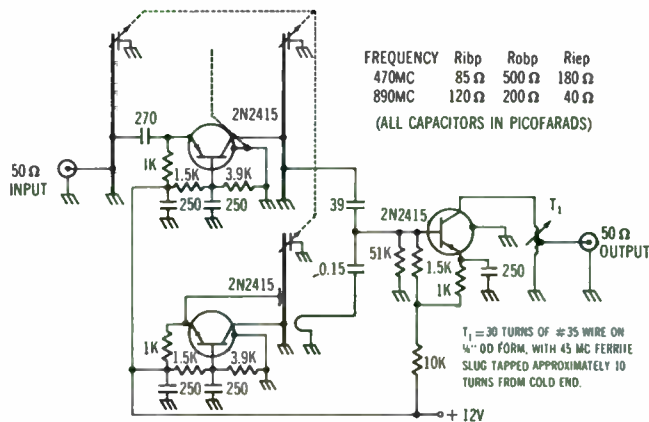 FREQUENCY Ribp Robp Riep
470MC 85Ω 500Ω 180Ω
890MC 120Ω 200Ω 40Ω
(ALL CAPACITORS IN PICOFARADS)
2N2415
270
50Ω
INPUT
1K
1.5K
3.9K
250
250
39
2N2415
T1
50Ω
OUTPUT
0.15
51K
1.5K
1K
250
2N2415
1K
1.5K
3.9K
250
250
10K
+ 12V
T1 = 30 TURNS OF #35 WIRE ON
¼" OD FORM, WITH 45 MC FERRITE
SLUG TAPPED APPROXIMATELY 10
TURNS FROM COLD END.